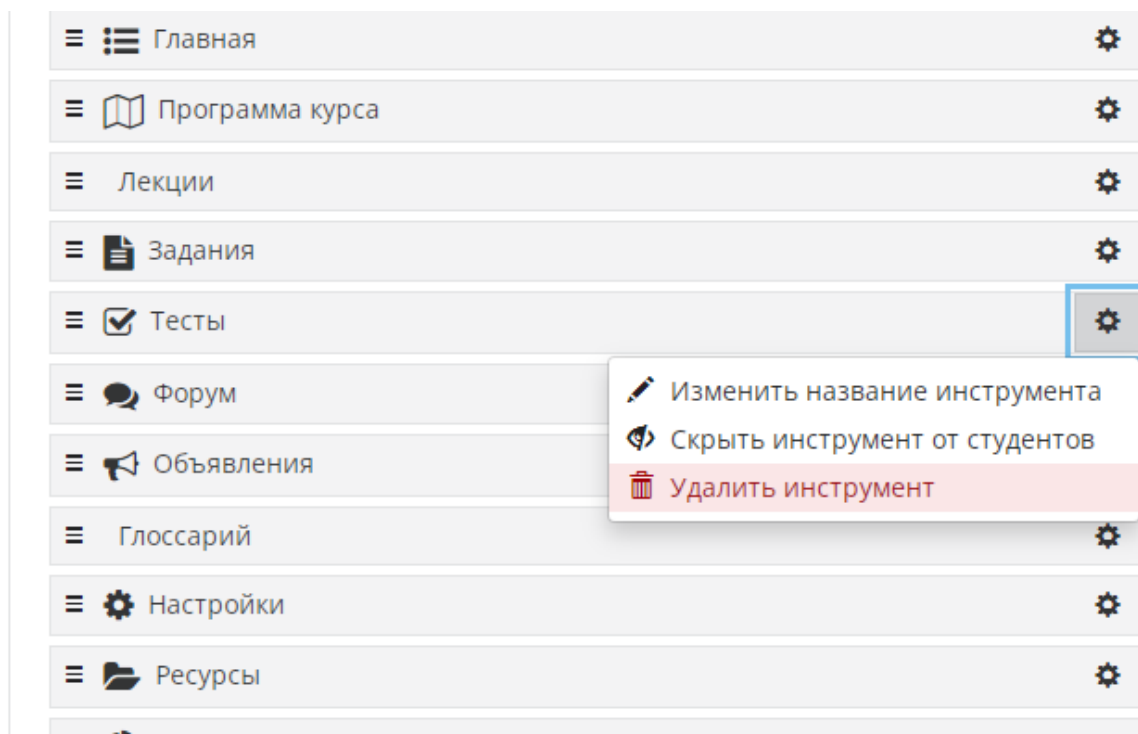 Главная
Программа курса
Лекции
Задания
Тесты
Форум
Изменить название инструмента
Скрыть инструмент от студентов
Объявления
Удалить инструмент
Глоссарий
Настройки
Ресурсы